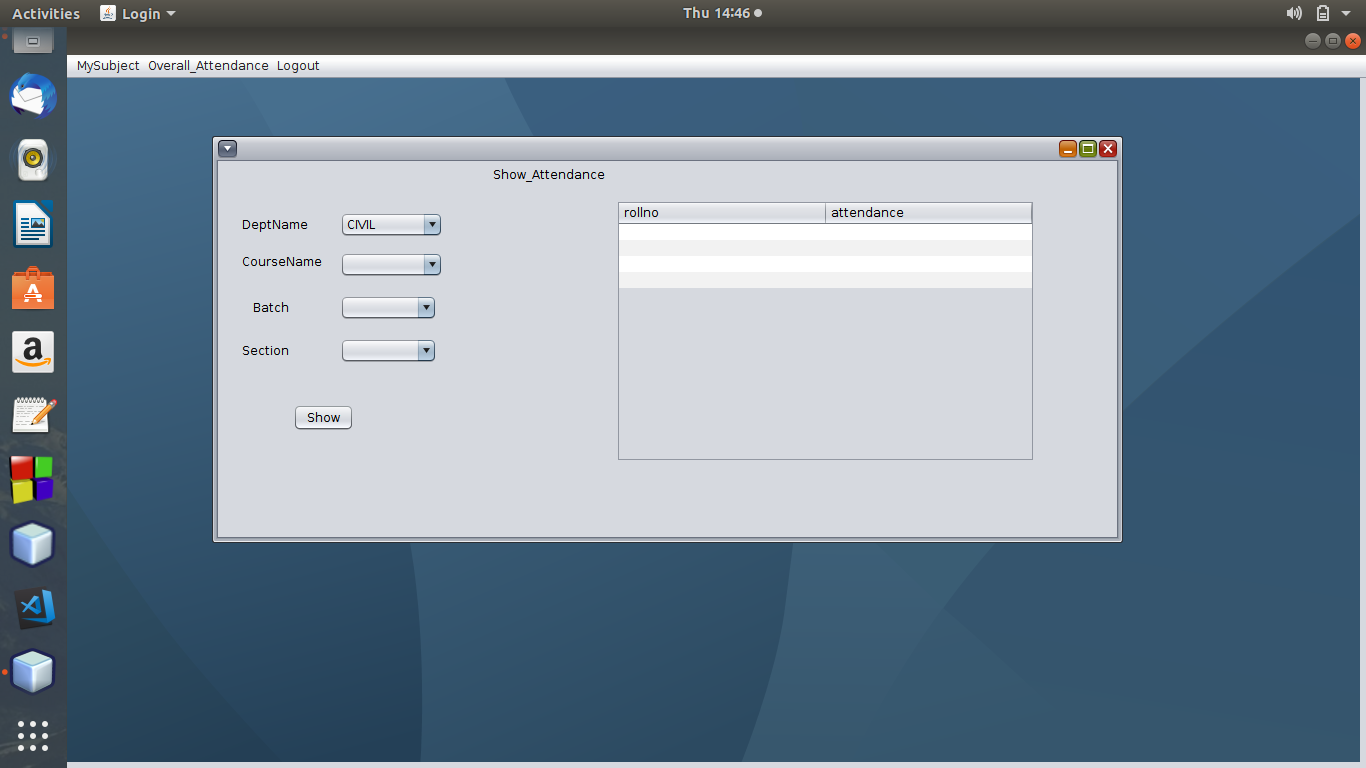 Activities Login Thu 14:46
MySubject Overall_Attendance Logout
Show_Attendance
rollno attendance
DeptName CIVIL
CourseName
Batch
Section
Show